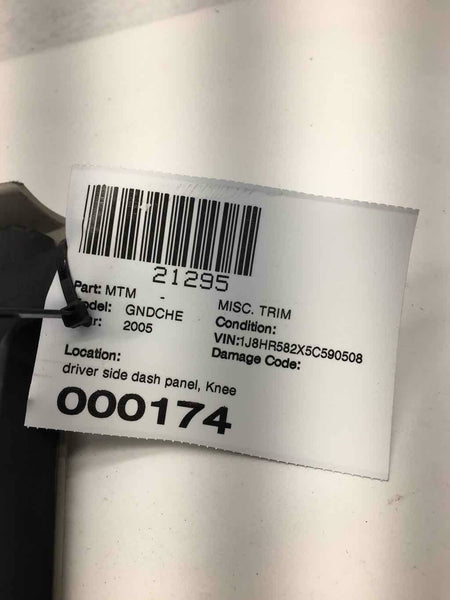 21295
Part: MTM - MISC. TRIM
odel: GNDCHE Condition:
r: 2005 VIN:1J8HR582X5C590508
Location: Damage Code:
driver side dash panel, Knee
000174